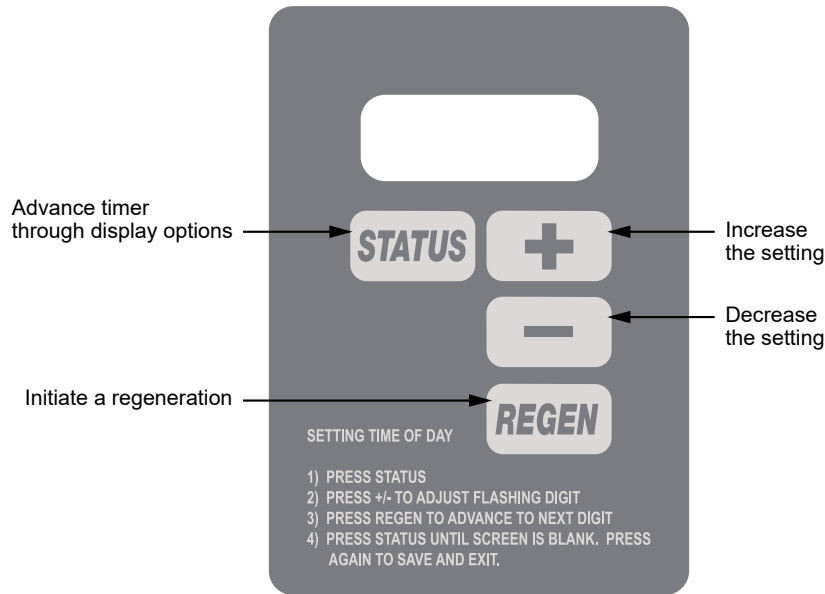 Advance timer
through display options
STATUS
+
Increase
the setting
-
Decrease
the setting
Initiate a regeneration
REGEN
SETTING TIME OF DAY
1) PRESS STATUS
2) PRESS +/- TO ADJUST FLASHING DIGIT
3) PRESS REGEN TO ADVANCE TO NEXT DIGIT
4) PRESS STATUS UNTIL SCREEN IS BLANK. PRESS
AGAIN TO SAVE AND EXIT.